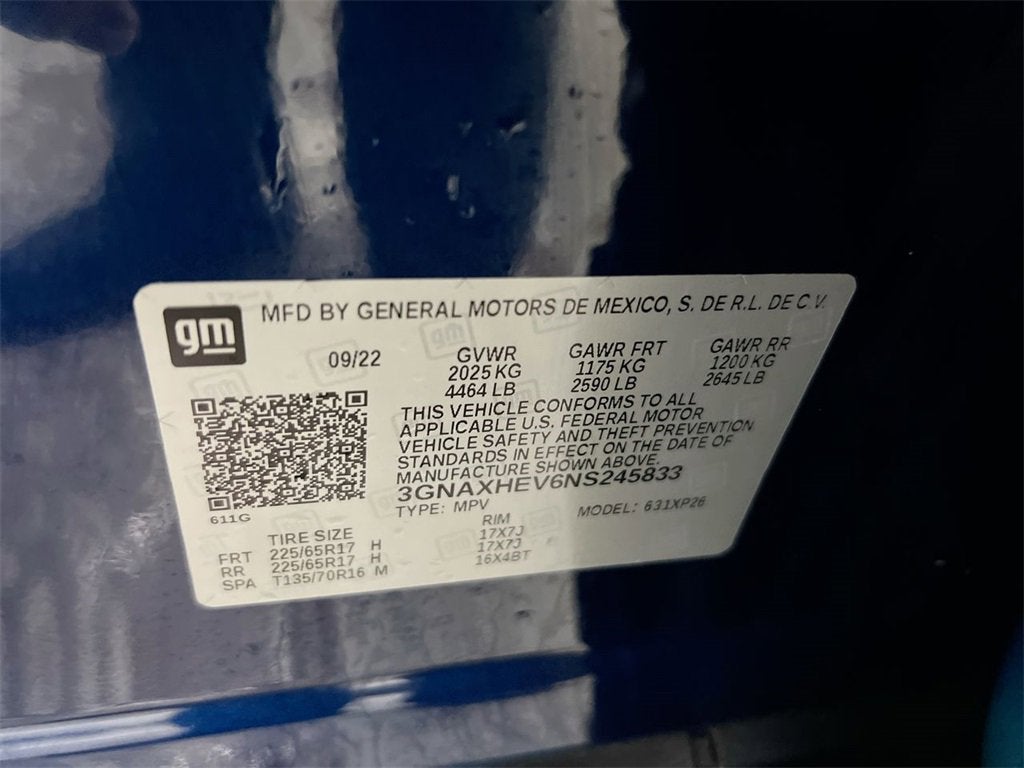 gm
MFD BY GENERAL MOTORS DE MEXICO, S. DE R.L. DE C.V.
09/22
GVWR
2025 KG
4464 LB
GAWR FRT
1175 KG
2590 LB
GAWR RR
1200 KG
2645 LB
THIS VEHICLE CONFORMS TO ALL
APPLICABLE U.S. FEDERAL MOTOR
VEHICLE SAFETY AND THEFT PREVENTION
STANDARDS IN EFFECT ON THE DATE OF
MANUFACTURE SHOWN ABOVE.
3GNAXHEV6NS245833
TYPE: MPV
MODEL: 631XP26
611G
TIRE SIZE
RIM
FRT 225/65R17 H 17X7J
RR 225/65R17 H 17X7J
SPA T135/70R16 M 16X4BT